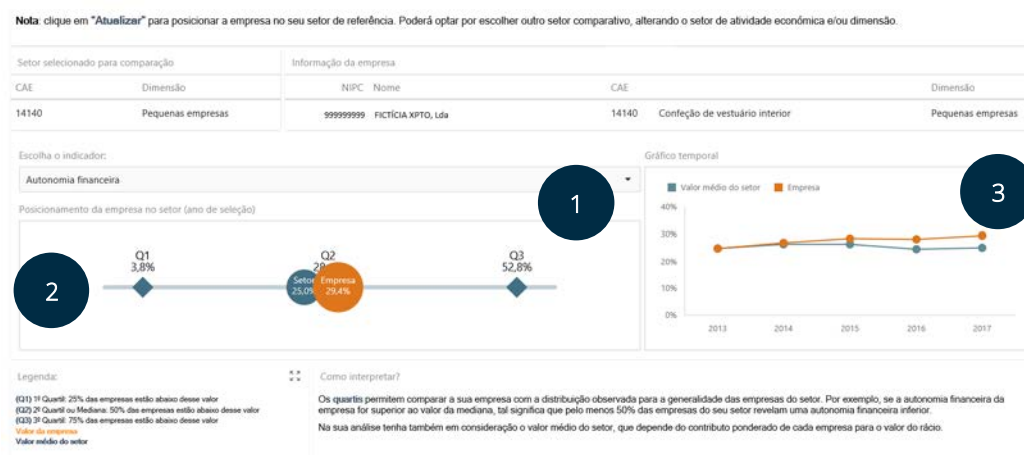 Nota: clique em "Atualizar" para posicionar a empresa no seu setor de referência. Poderá optar por escolher outro setor comparativo, alterando o setor de atividade económica e/ou dimensão.
Setor selecionado para comparação
Informação da empresa
CAE Dimensão NIPC Nome CAE Dimensão
14140 Pequenas empresas 999999999 FICTÍCIA XPTO, Lda 14140 Confeção de vestuário interior Pequenas empresas
Escolha o indicador:
Autonomia financeira
1
Posicionamento da empresa no setor (ano de seleção)
Q1 Q2 Q3
3,8% 52,8%
2
Setor Empresa
25,0% 29,4%
Gráfico temporal
Valor médio do setor Empresa
3
40%
30%
20%
10%
0%
2013 2014 2015 2016 2017
Legenda:
(Q1) 1º Quartil: 25% das empresas estão abaixo desse valor
(Q2) 2º Quartil ou Mediana: 50% das empresas estão abaixo desse valor
(Q3) 3º Quartil: 75% das empresas estão abaixo desse valor
Valor da empresa
Valor médio do setor
Como interpretar?
Os quartis permitem comparar a sua empresa com a distribuição observada para a generalidade das empresas do setor. Por exemplo, se a autonomia financeira da
empresa for superior ao valor da mediana, tal significa que pelo menos 50% das empresas do seu setor revelam uma autonomia financeira inferior.
Na sua análise tenha também em consideração o valor médio do setor, que depende do contributo ponderado de cada empresa para o valor do rácio.